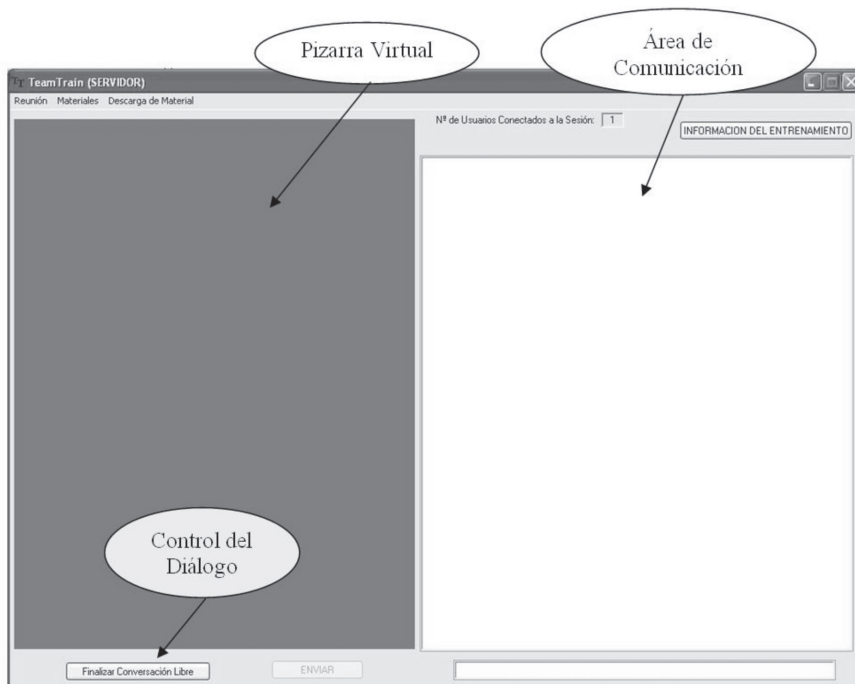 Pizarra Virtual
Área de
Comunicación
TT TeamTrain (SERVIDOR)
Reunión Materiales Descarga de Material
Nº de Usuarios Conectados a la Sesión: 1
INFORMACION DEL ENTRENAMIENTO
Control del
Diálogo
Finalizar Conversación Libre
ENVIAR